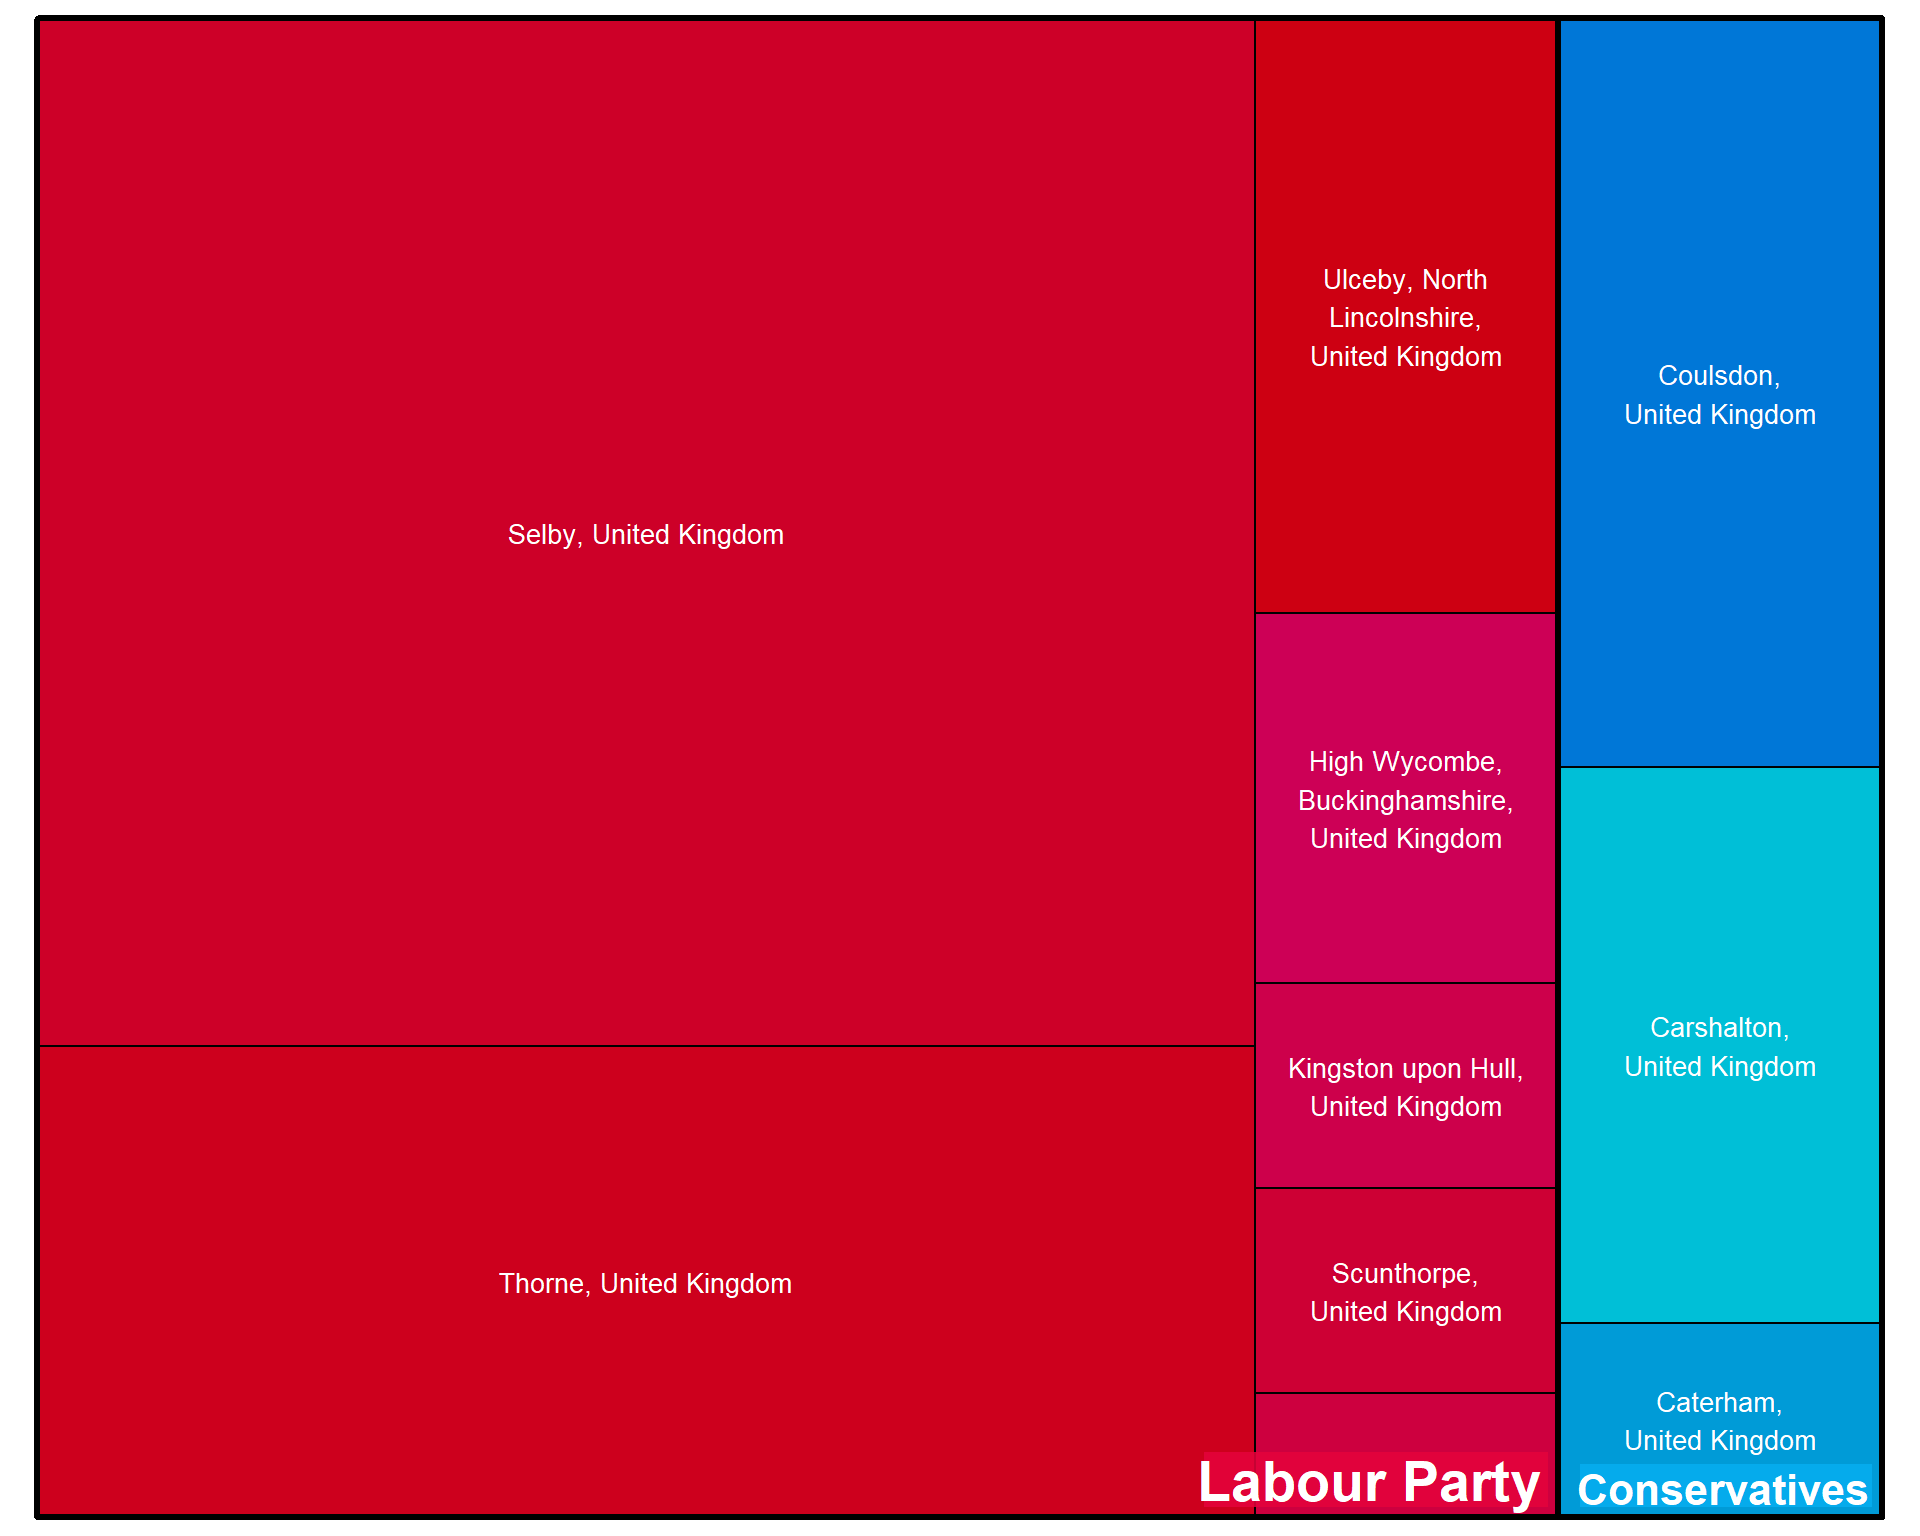 Selby, United Kingdom
Thorne, United Kingdom
Ulceby, North
Lincolnshire,
United Kingdom
High Wycombe,
Buckinghamshire,
United Kingdom
Kingston upon Hull,
United Kingdom
Scunthorpe,
United Kingdom
Labour Party
Coulsdon,
United Kingdom
Carshalton,
United Kingdom
Caterham,
United Kingdom
Conservatives